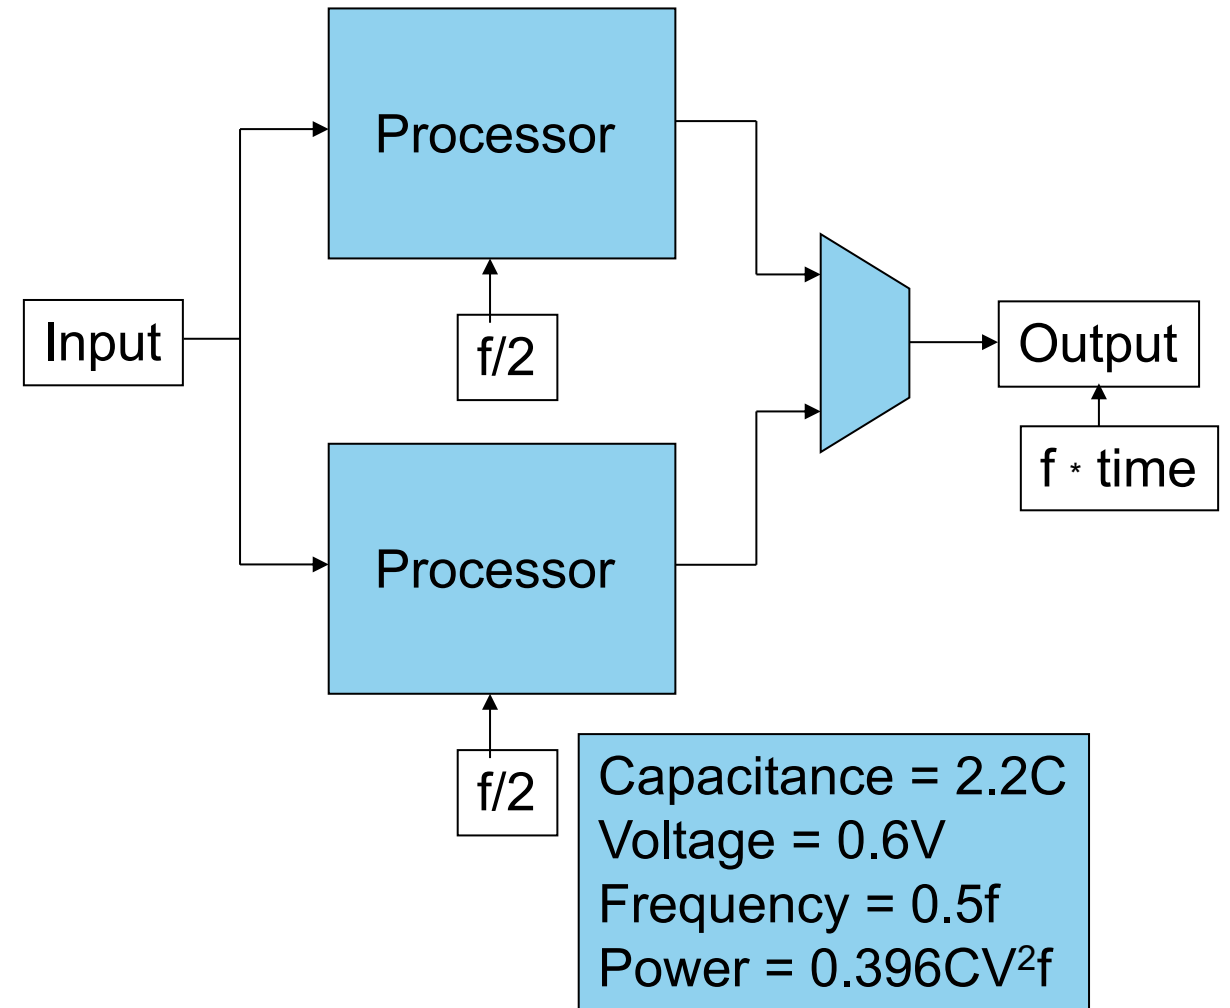 Processor
Input
f/2
Output
f * time
Processor
f/2
Capacitance = 2.2C
Voltage = 0.6V
Frequency = 0.5f
Power = 0.396CV²f